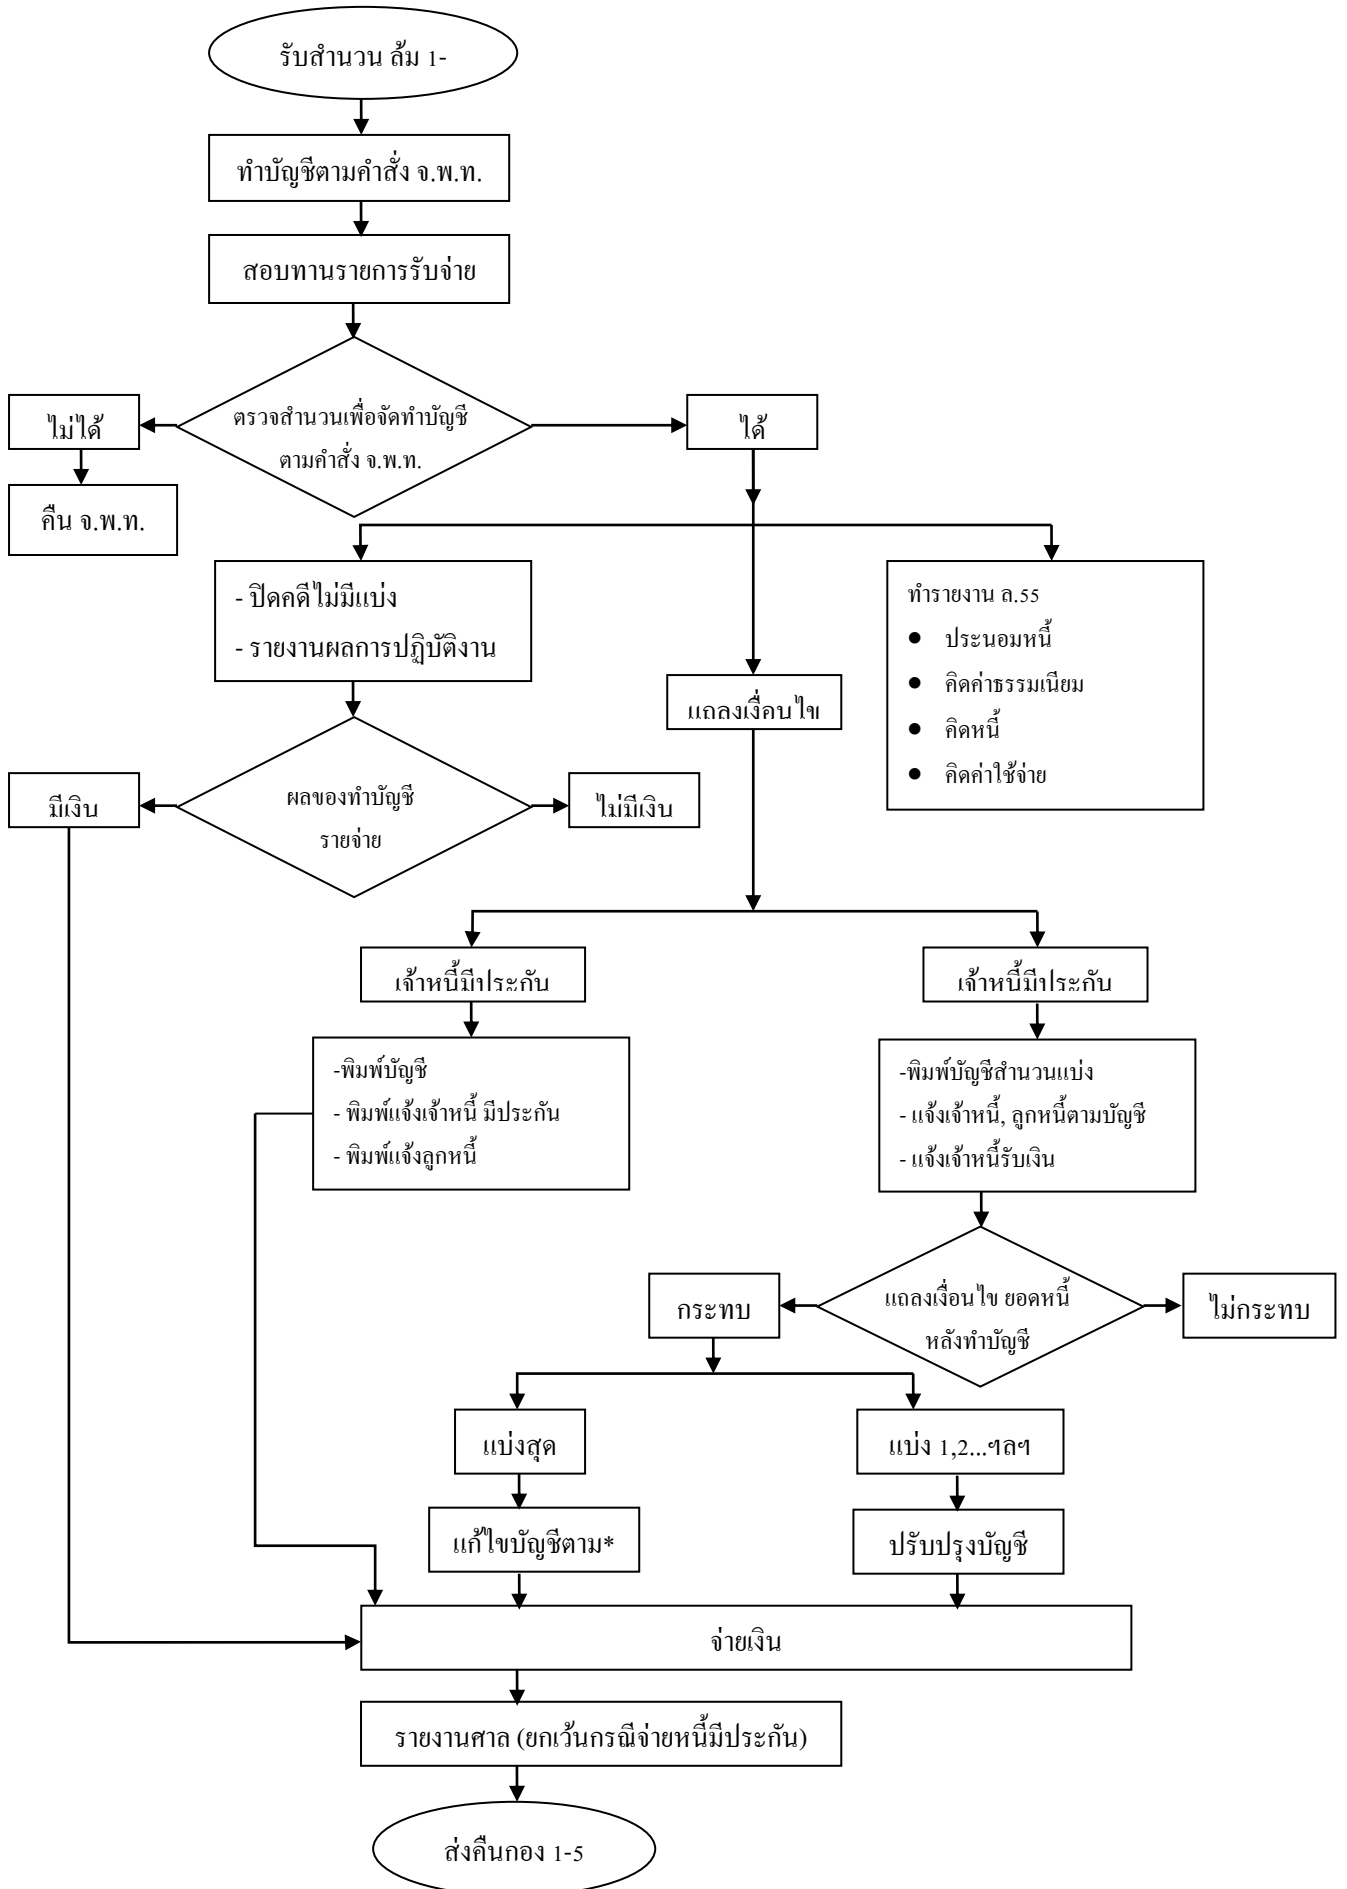 รับสำนวน ล้ม 1-
ทำบัญชีตามคำสั่ง จ.พ.ท.
สอบทานรายการรับจ่าย
ตรวจสำนวนเพื่อจัดทำบัญชี
ตามคำสั่ง จ.พ.ท.
ไม่ได้
ได้
คืน จ.พ.ท.
- ปิดคดีไม่มีแบ่ง
- รายงานผลการปฏิบัติงาน
แถลงเงื่อนไข
ทำรายงาน ล.55
● ประนอมหนี้
● คิดค่าธรรมเนียม
● คิดหนี้
● คิดค่าใช้จ่าย
มีเงิน
ผลของทำบัญชี
รายจ่าย
ไม่มีเงิน
เจ้าหนี้มีประกัน
เจ้าหนี้มีประกัน
-พิมพ์บัญชี
- พิมพ์แจ้งเจ้าหนี้ มีประกัน
- พิมพ์แจ้งลูกหนี้
-พิมพ์บัญชีสำนวนแบ่ง
- แจ้งเจ้าหนี้, ลูกหนี้ตามบัญชี
- แจ้งเจ้าหนี้รับเงิน
กระทบ
แถลงเงื่อนไข ยอดหนี้
หลังทำบัญชี
ไม่กระทบ
แบ่งสุด
แบ่ง 1,2...ฯลฯ
แก้ไขบัญชีตาม*
ปรับปรุงบัญชี
จ่ายเงิน
รายงานศาล (ยกเว้นกรณีจ่ายหนี้มีประกัน)
ส่งคืนกอง 1-5